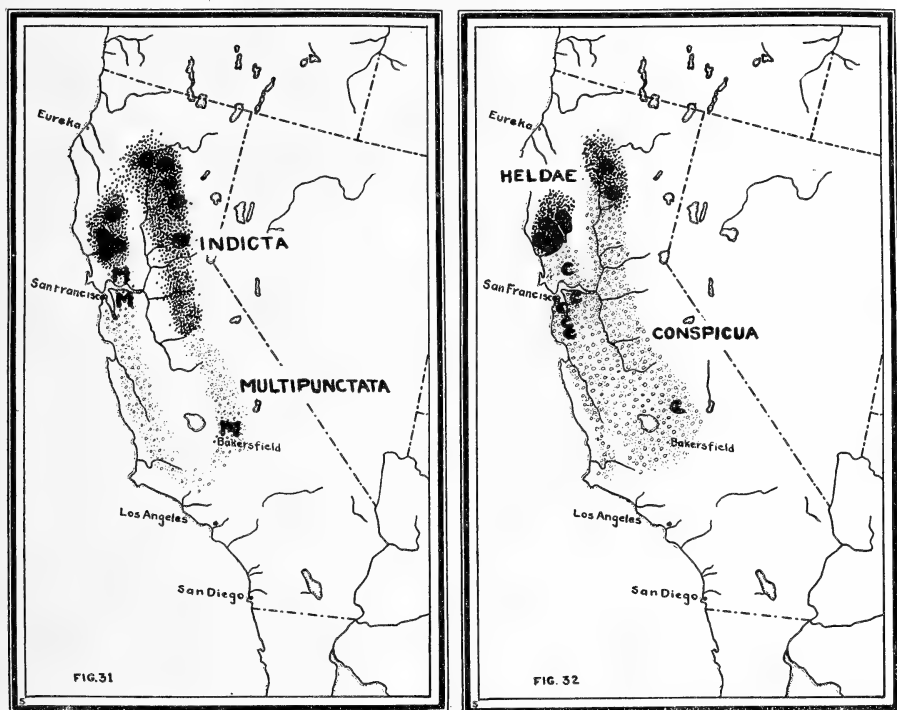 Eureka
INDICTA
San Francisco
M
M
MULTIPUNCTATA
M
Bakersfield
Los Angeles
San Diego
FIG.31
S
Eureka
HELDAE
C
San Francisco
C
C
C
C
CONSPICUA
C
Bakersfield
Los Angeles
San Diego
FIG. 32
S